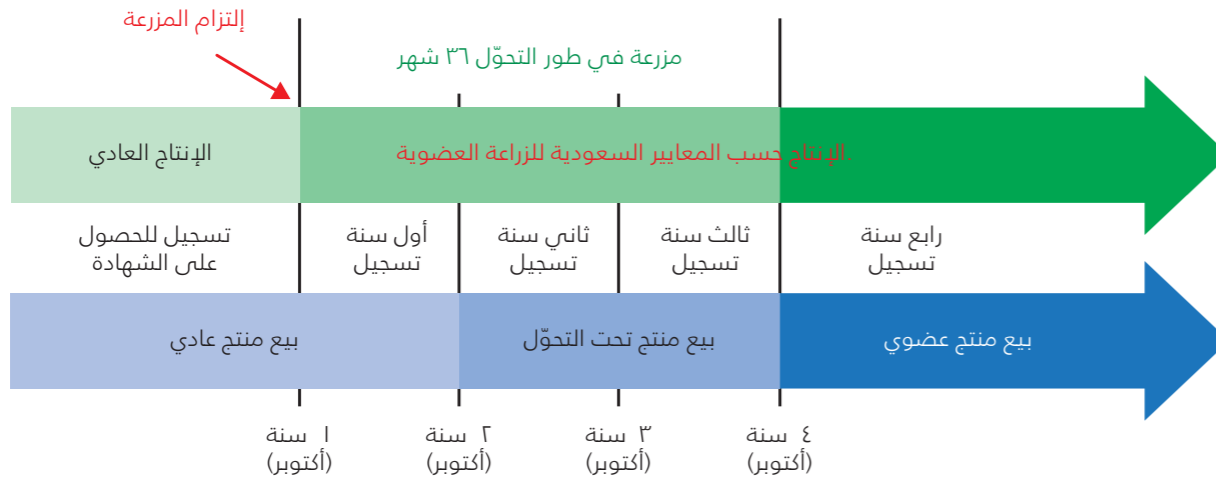 إلتزام المزرعة
مزرعة في طور التحوّل ٣٦ شهر
الإنتاج العادي
الإنتاج حسب المعايير السعودية للزراعة العضوية.
تسجيل للحصول
على الشهادة
أول سنة
تسجيل
ثاني سنة
تسجيل
ثالث سنة
تسجيل
رابع سنة
تسجيل
بيع منتج عادي
بيع منتج تحت التحوّل
بيع منتج عضوي
١ سنة
(أكتوبر)
٢ سنة
(أكتوبر)
٣ سنة
(أكتوبر)
٤ سنة
(أكتوبر)